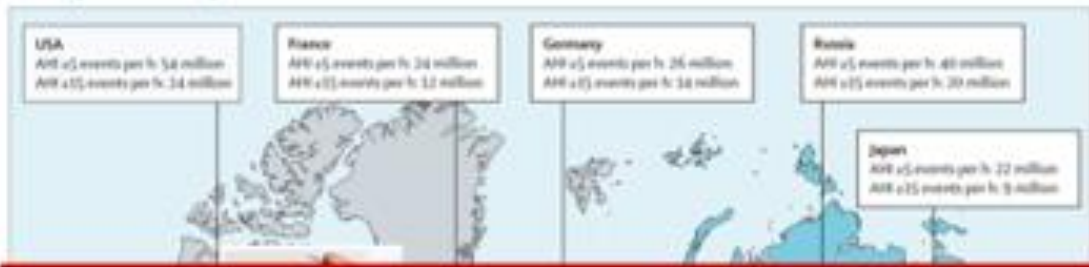 USA
AHI ≥5 events per h: 54 million
AHI ≥15 events per h: 24 million
France
AHI ≥5 events per h: 24 million
AHI ≥15 events per h: 12 million
Germany
AHI ≥5 events per h: 26 million
AHI ≥15 events per h: 14 million
Russia
AHI ≥5 events per h: 40 million
AHI ≥15 events per h: 20 million
Japan
AHI ≥5 events per h: 22 million
AHI ≥15 events per h: 9 million